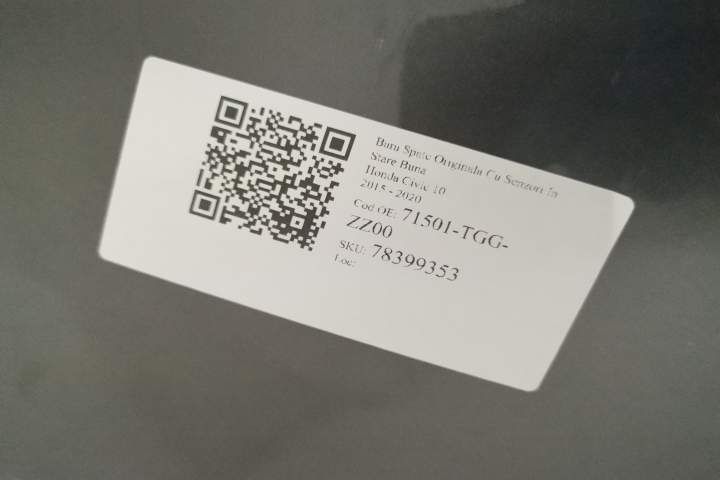 Bara Spate Originala Cu Senzori In
Stare Buna
Honda Civic 10
2015 - 2020
Cod OE: 71501-TGG-
ZZ00
SKU: 78399353
Loc: